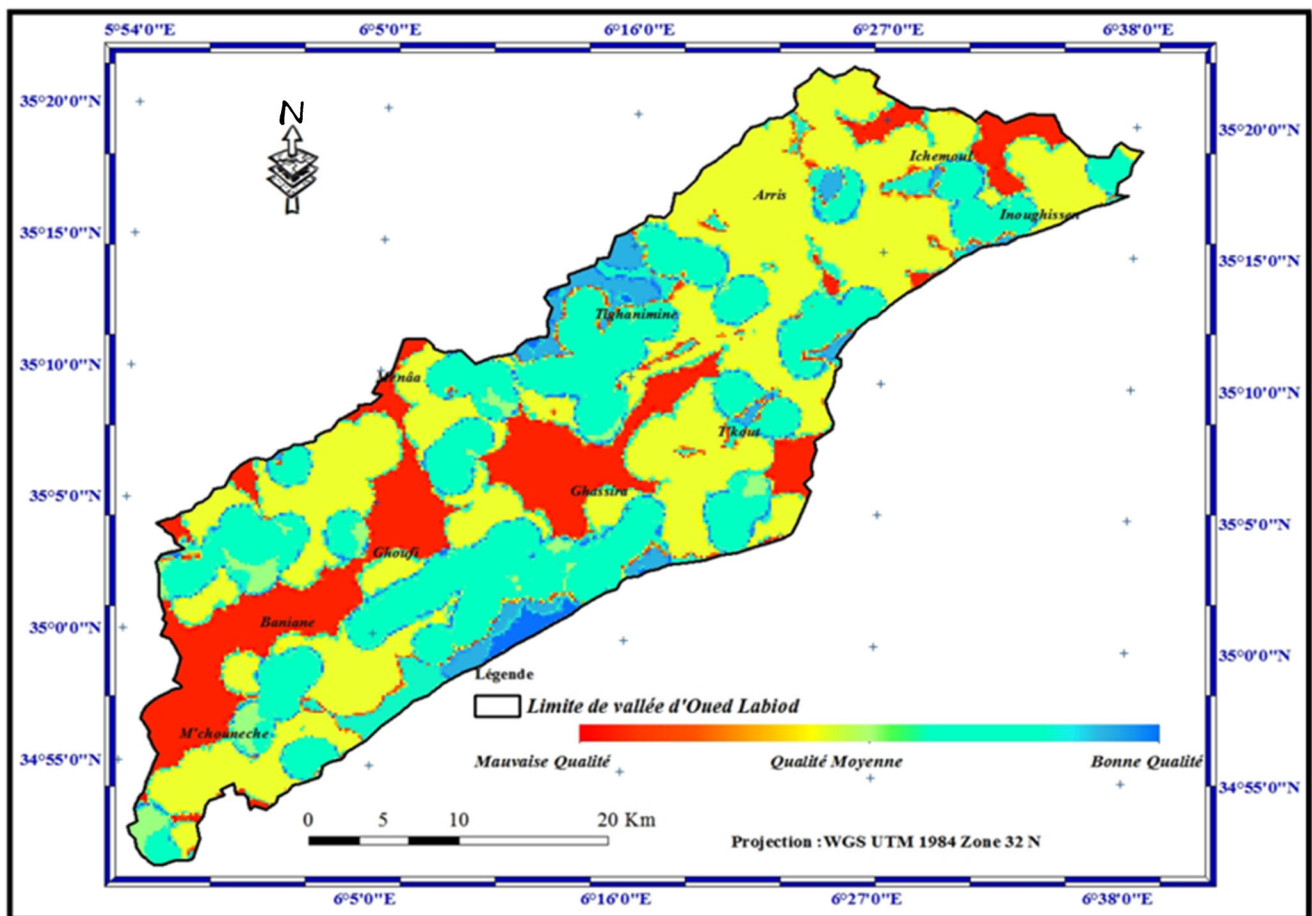 5°54'0"E 6°5'0"E 6°16'0"E 6°27'0"E 6°38'0"E
35°20'0"N
35°20'0"N
N
Ichemoul
Arris
Inoughissen
35°15'0"N
35°15'0"N
Tighanimine
35°10'0"N
Menâa
35°10'0"N
T'kout
Ghassira
35°5'0"N
35°5'0"N
Ghoufi
Baniane
35°0'0"N
35°0'0"N
Légende
Limite de vallée d'Oued Labiod
M'chouneche
34°55'0"N
Mauvaise Qualité Qualité Moyenne Bonne Qualité
34°55'0"N
0 5 10 20 Km
Projection : WGS UTM 1984 Zone 32 N
6°5'0"E 6°16'0"E 6°27'0"E 6°38'0"E